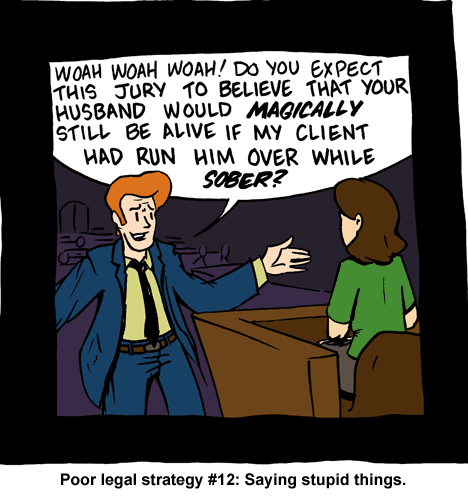 WOAH WOAH WOAH! DO YOU EXPECT
THIS JURY TO BELIEVE THAT YOUR
HUSBAND WOULD MAGICALLY
STILL BE ALIVE IF MY CLIENT
HAD RUN HIM OVER WHILE
SOBER?
Poor legal strategy #12: Saying stupid things.